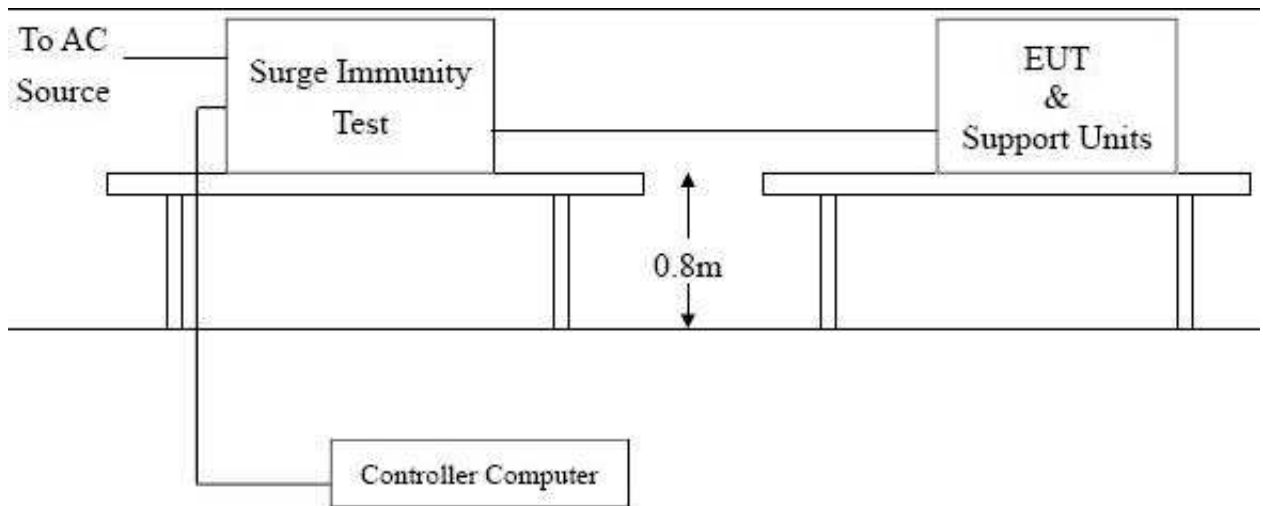 To AC
Source
Surge Immunity
Test
EUT
&
Support Units
0.8m
Controller Computer